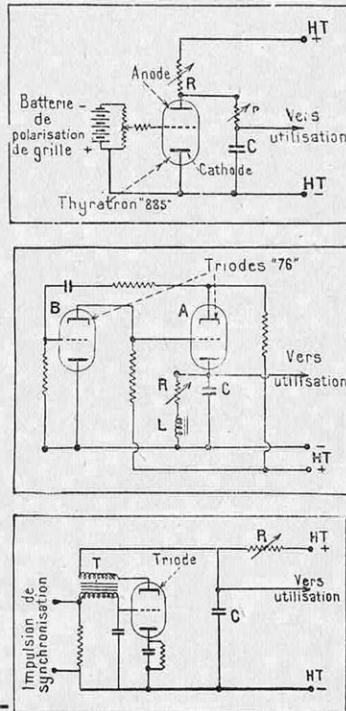 HT
+
Anode
R
Batterie -
de
polarisation
de grille
+
P
Vers
utilisation
C
Cathode
Thyratron "885"
HT
-
Triodes "76"
B
A
Vers
utilisation
R
C
L
-
HT
+
R
HT
+
T
Triode
Impulsion de
synchronisation
Vers
utilisation
C
HT
-